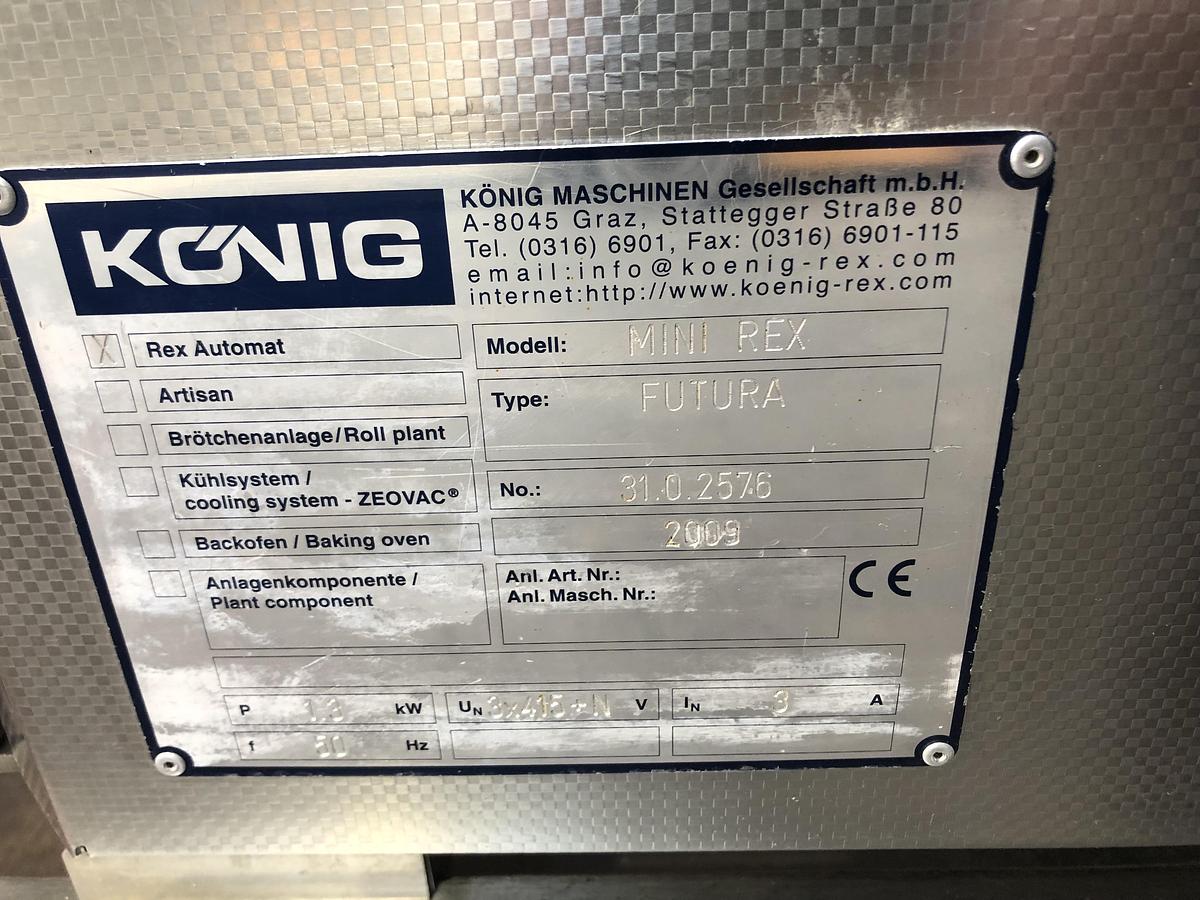 KÖNIG
KÖNIG MASCHINEN Gesellschaft m.b.H.
A-8045 Graz, Stattegger Straße 80
Tel. (0316) 6901, Fax: (0316) 6901-115
email:info@koenig-rex.com
internet:http://www.koenig-rex.com
X Rex Automat
Artisan
Brötchenanlage/Roll plant
Kühlsystem /
cooling system - ZEOVAC®
Backofen / Baking oven
Anlagenkomponente /
Plant component
Modell: MINI REX
Type: FUTURA
No.: 31.0.2576
2009
Anl. Art. Nr.:
Anl. Masch. Nr.:
CE
P 1.3 kW UN 3x415+N V IN 3 A
f 50 Hz